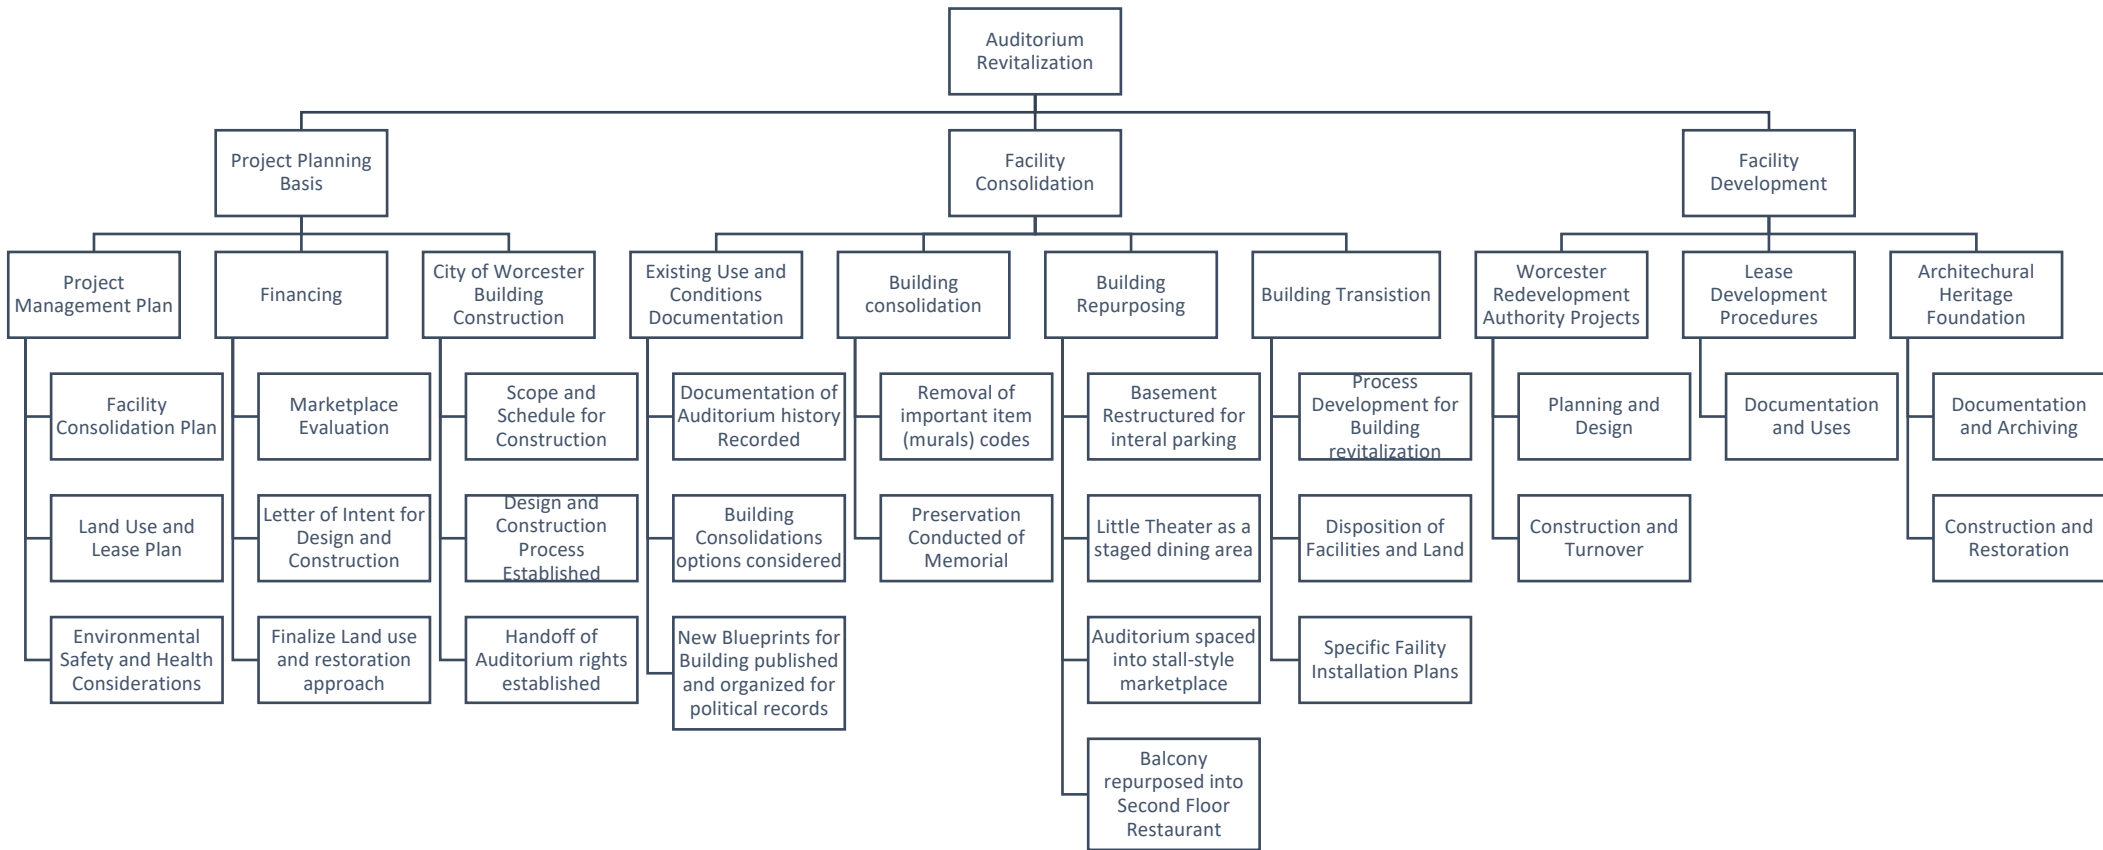 Auditorium
Revitalization
Project Planning
Basis
Facility
Consolidation
Facility
Development
Project
Management Plan
Financing
City of Worcester
Building
Construction
Existing Use and
Conditions
Documentation
Building
consolidation
Building
Repurposing
Building Transistion
Worcester
Redevelopment
Authority Projects
Lease
Development
Procedures
Architechural
Heritage
Foundation
Facility
Consolidation Plan
Marketplace
Evaluation
Scope and
Schedule for
Construction
Documentation of
Auditorium history
Recorded
Removal of
important item
(murals) codes
Basement
Restructured for
interal parking
Process
Development for
Building
revitalization
Planning and
Design
Documentation
and Uses
Documentation
and Archiving
Land Use and
Lease Plan
Letter of Intent for
Design and
Construction
Design and
Construction
Process
Established
Building
Consolidations
options considered
Preservation
Conducted of
Memorial
Little Theater as a
staged dining area
Disposition of
Facilities and Land
Construction and
Turnover
Construction and
Restoration
Environmental
Safety and Health
Considerations
Finalize Land use
and restoration
approach
Handoff of
Auditorium rights
established
New Blueprints for
Building published
and organized for
political records
Auditorium spaced
into stall-style
marketplace
Specific Faility
Installation Plans
Balcony
repurposed into
Second Floor
Restaurant